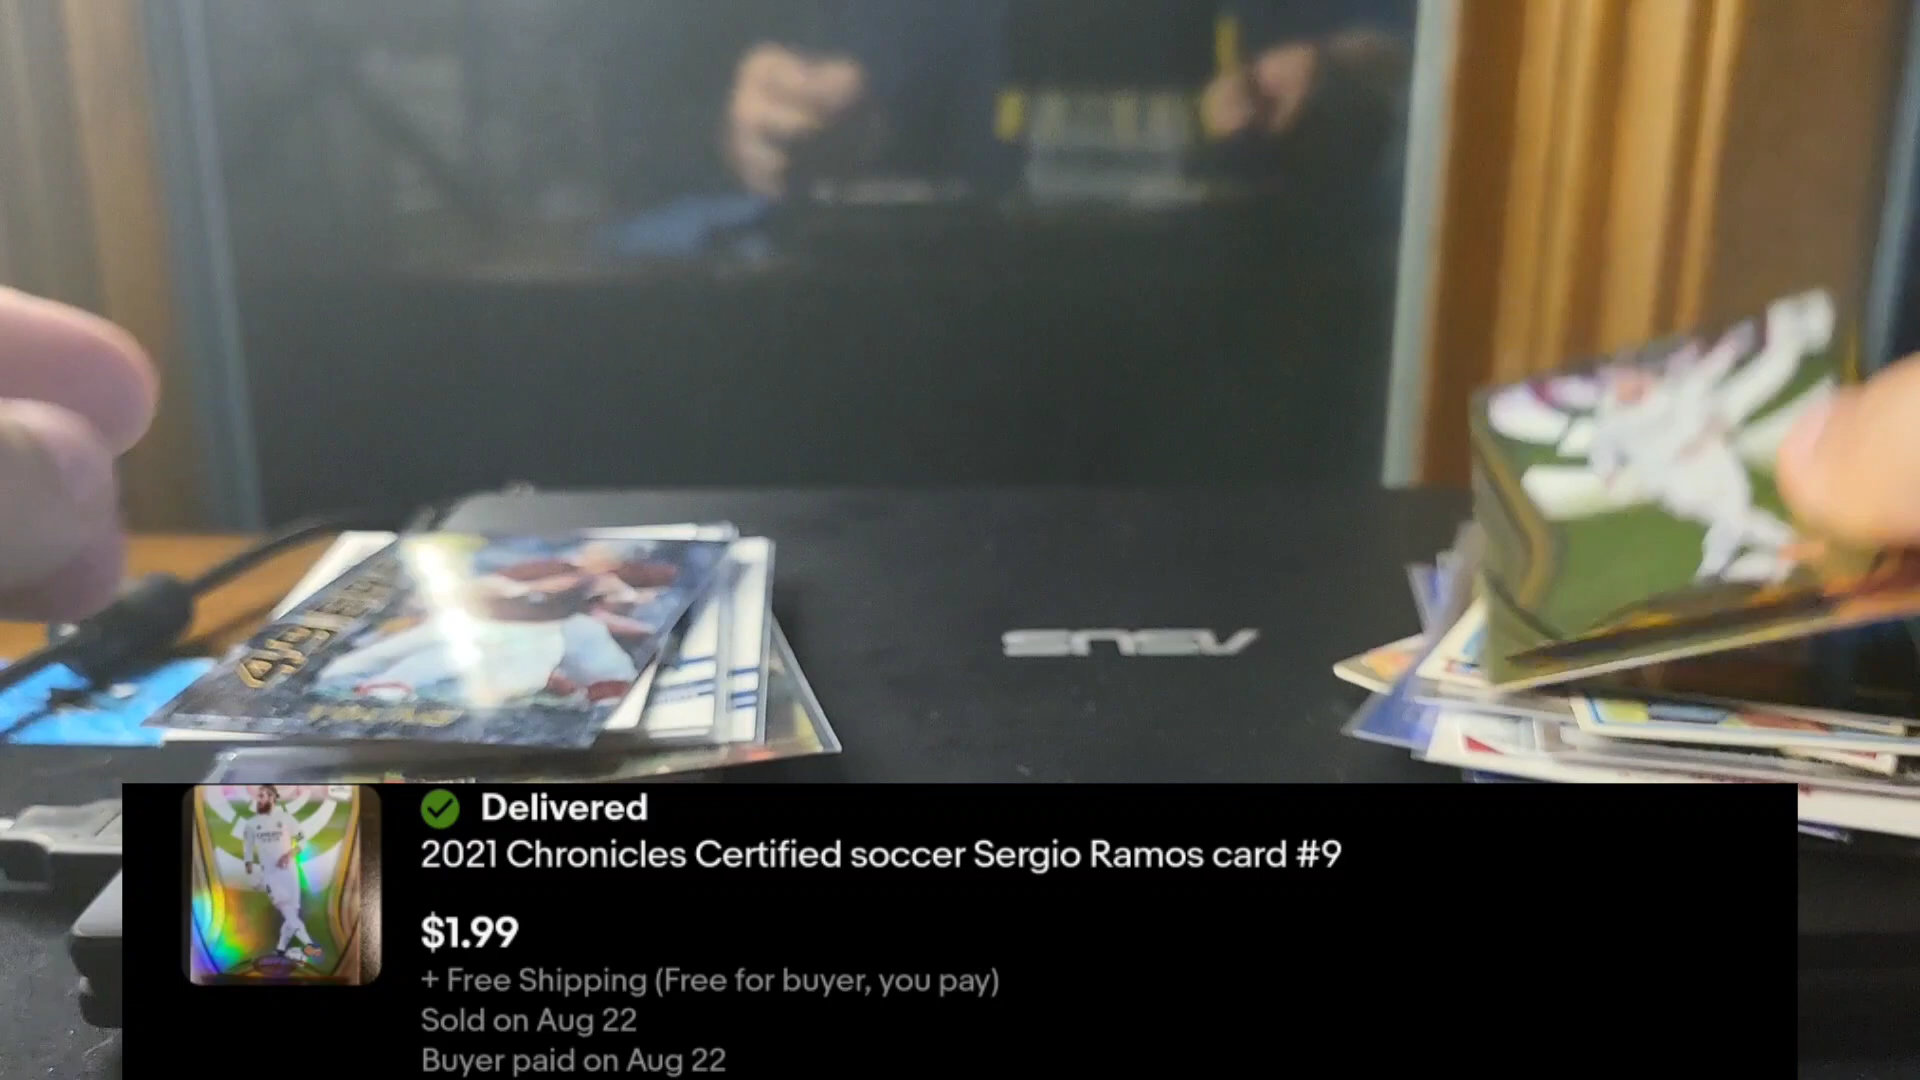 ASUS
Delivered
2021 Chronicles Certified soccer Sergio Ramos card #9
$1.99
+ Free Shipping (Free for buyer, you pay)
Sold on Aug 22
Buyer paid on Aug 22